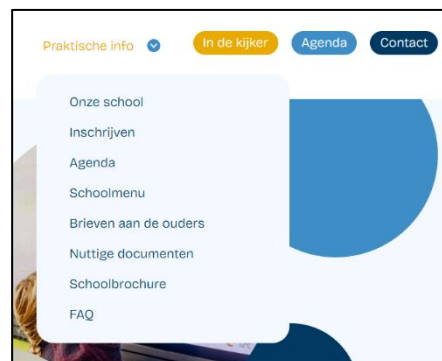 Praktische info In de kijker Agenda Contact
Onze school
Inschrijven
Agenda
Schoolmenu
Brieven aan de ouders
Nuttige documenten
Schoolbrochure
FAQ